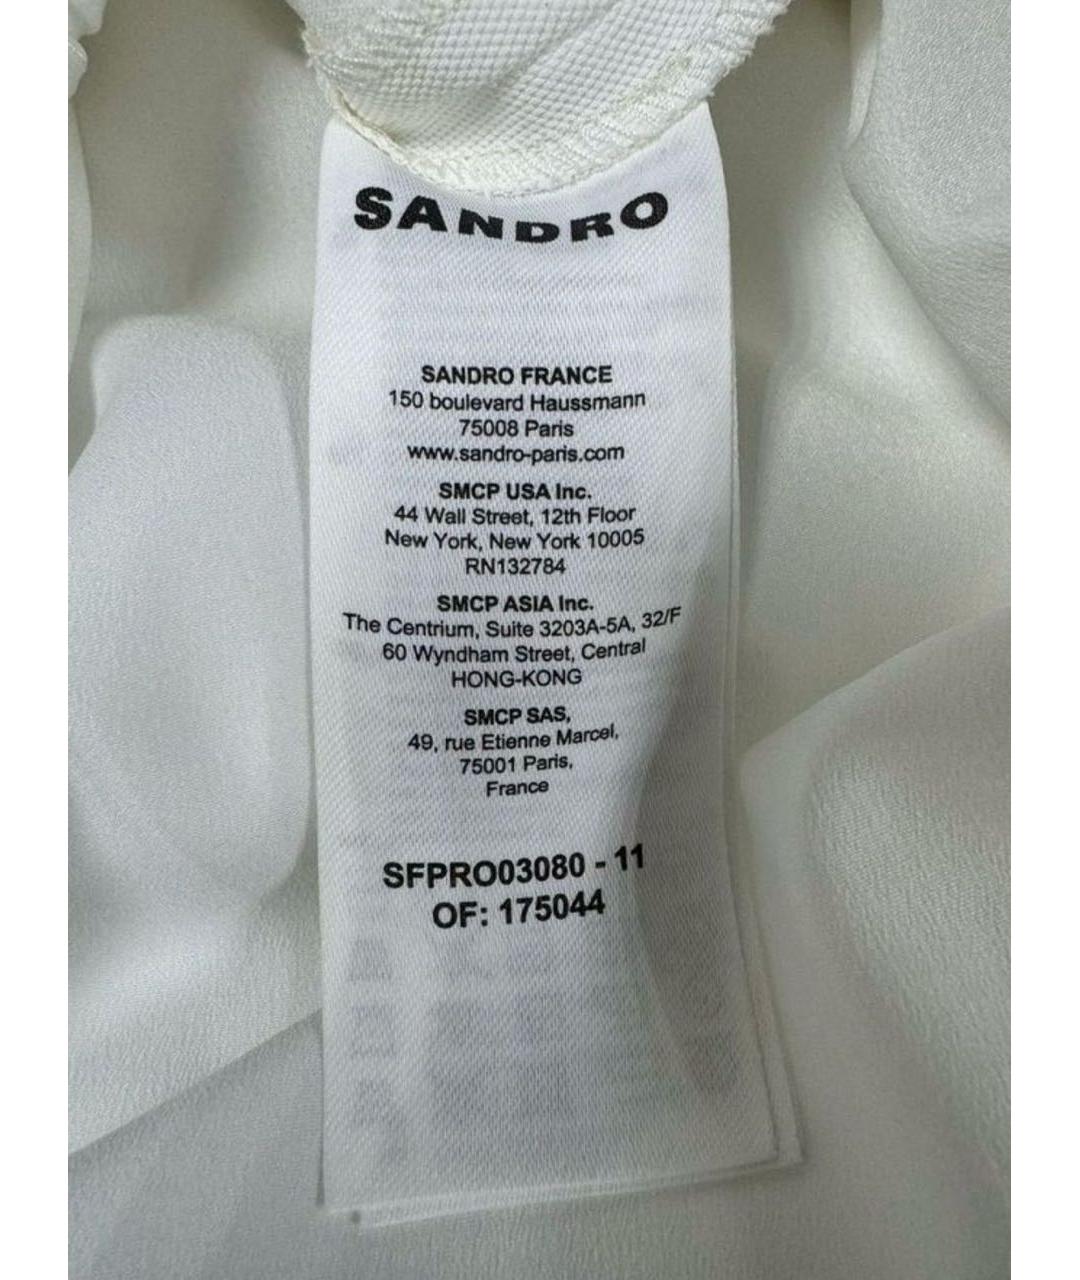 SANDRO
SANDRO FRANCE
150 boulevard Haussmann
75008 Paris
www.sandro-paris.com
SMCP USA Inc.
44 Wall Street, 12th Floor
New York, New York 10005
RN132784
SMCP ASIA Inc.
The Centrium, Suite 3203A-5A, 32/F
60 Wyndham Street, Central
HONG-KONG
SMCP SAS,
49, rue Etienne Marcel,
75001 Paris,
France
SFPRO03080 - 11
OF: 175044